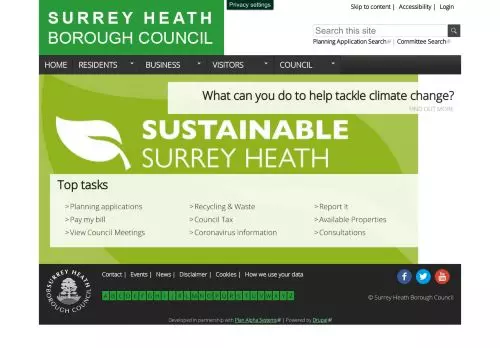 Privacy settings
Skip to content | Accessibility | Login
SURREY HEATH
BOROUGH COUNCIL
Search this site
Planning Application Search | Committee Search
HOME RESIDENTS BUSINESS VISITORS COUNCIL
What can you do to help tackle climate change?
FIND OUT MORE
SUSTAINABLE
SURREY HEATH
Top tasks
> Planning applications > Recycling & Waste > Report it
> Pay my bill > Council Tax > Available Properties
> View Council Meetings > Coronavirus information > Consultations
SURREY HEATH
BOROUGH COUNCIL
Contact | Events | News | Disclaimer | Cookies | How we use your data
A B C D E F G H I J K L M N O P Q R S T U V W X Y Z
© Surrey Heath Borough Council
Developed in partnership with Plan Alpha Systems | Powered by Drupal